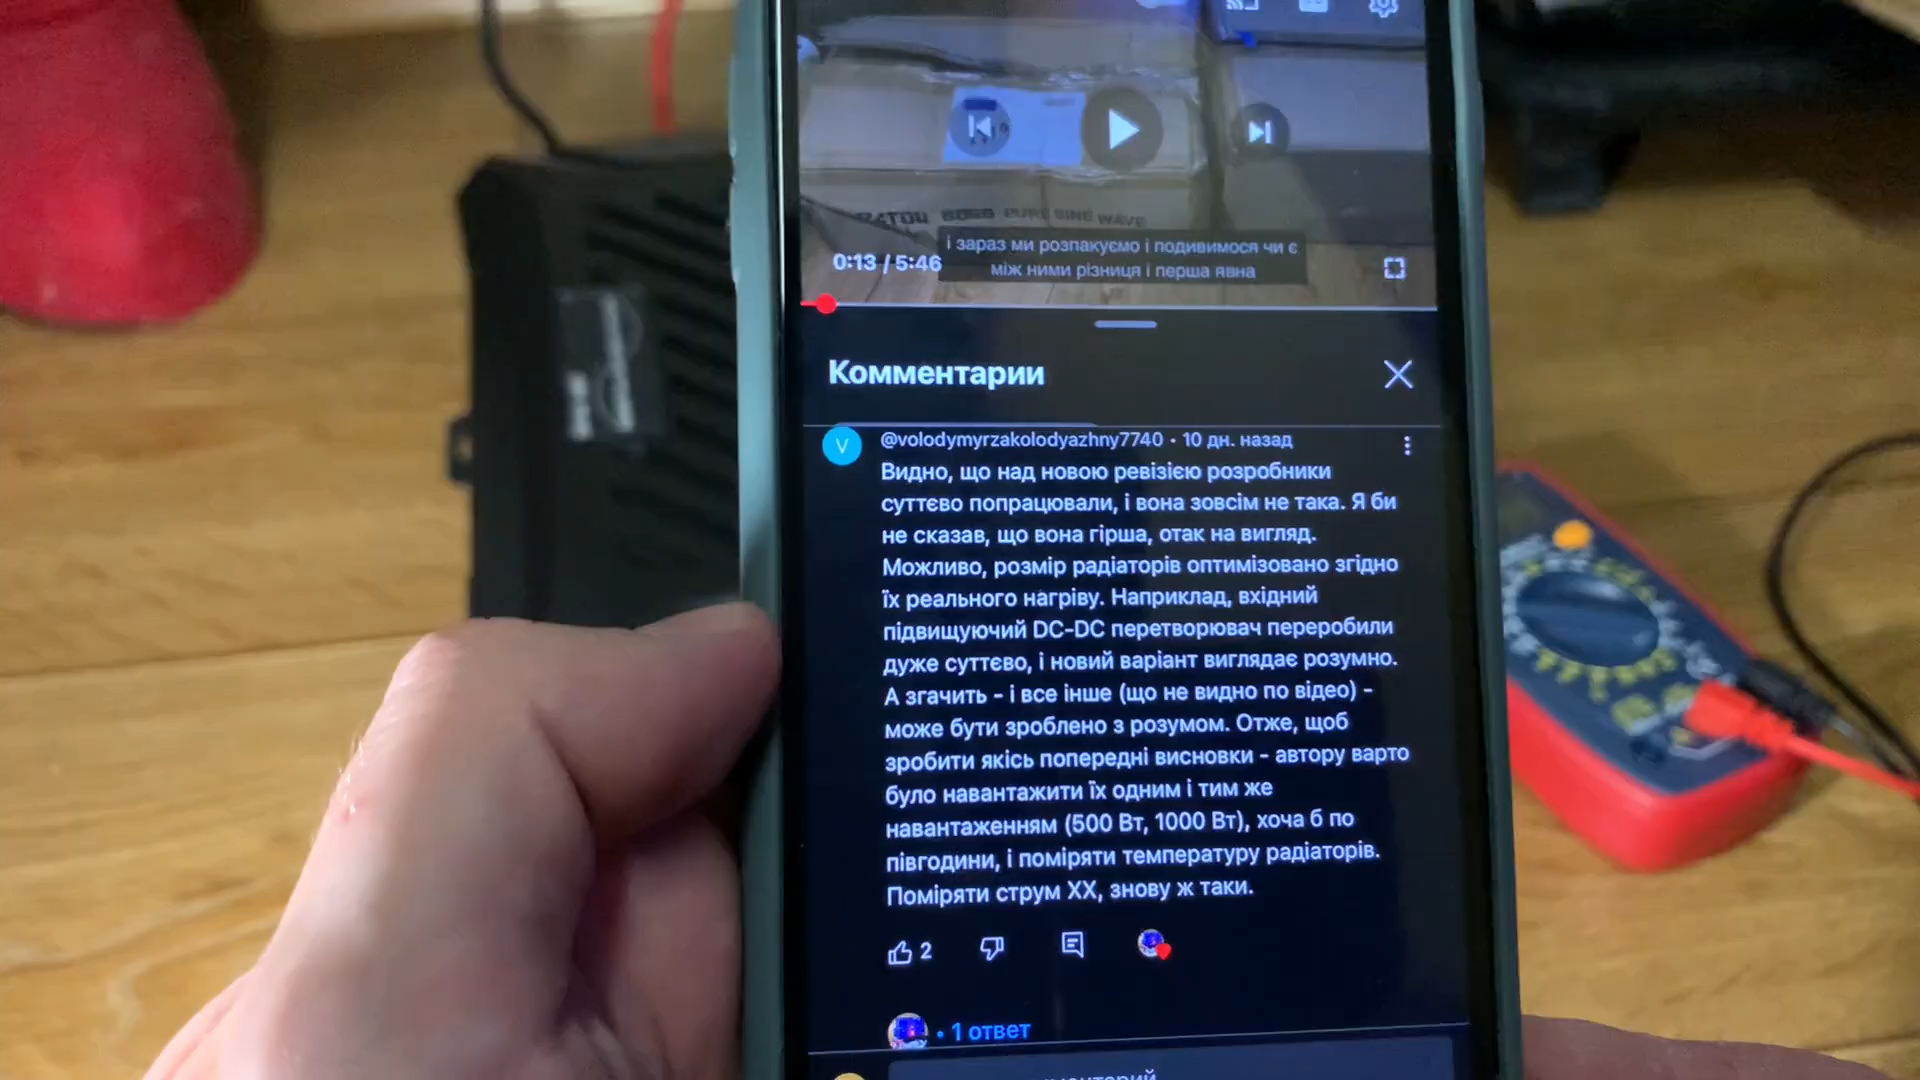 PURE SINE WAVE
і зараз ми розпакуємо і подивимося чи є
між ними різниця і перша явна
0:13 / 5:46
Комментарии
V
@volodymyrzakolodyazhny7740 • 10 дн. назад
Видно, що над новою ревізією розробники
суттєво попрацювали, і вона зовсім не така. Я би
не сказав, що вона гірша, отак на вигляд.
Можливо, розмір радіаторів оптимізовано згідно
їх реального нагріву. Наприклад, вхідний
підвищуючий DC-DC перетворювач переробили
дуже суттєво, і новий варіант виглядає розумно.
А згачить - і все інше (що не видно по відео) -
може бути зроблено з розумом. Отже, щоб
зробити якісь попередні висновки - автору варто
було навантажити їх одним і тим же
навантаженням (500 Вт, 1000 Вт), хоча б по
півгодини, і поміряти температуру радіаторів.
Поміряти струм ХХ, знову ж таки.
2
• 1 ответ